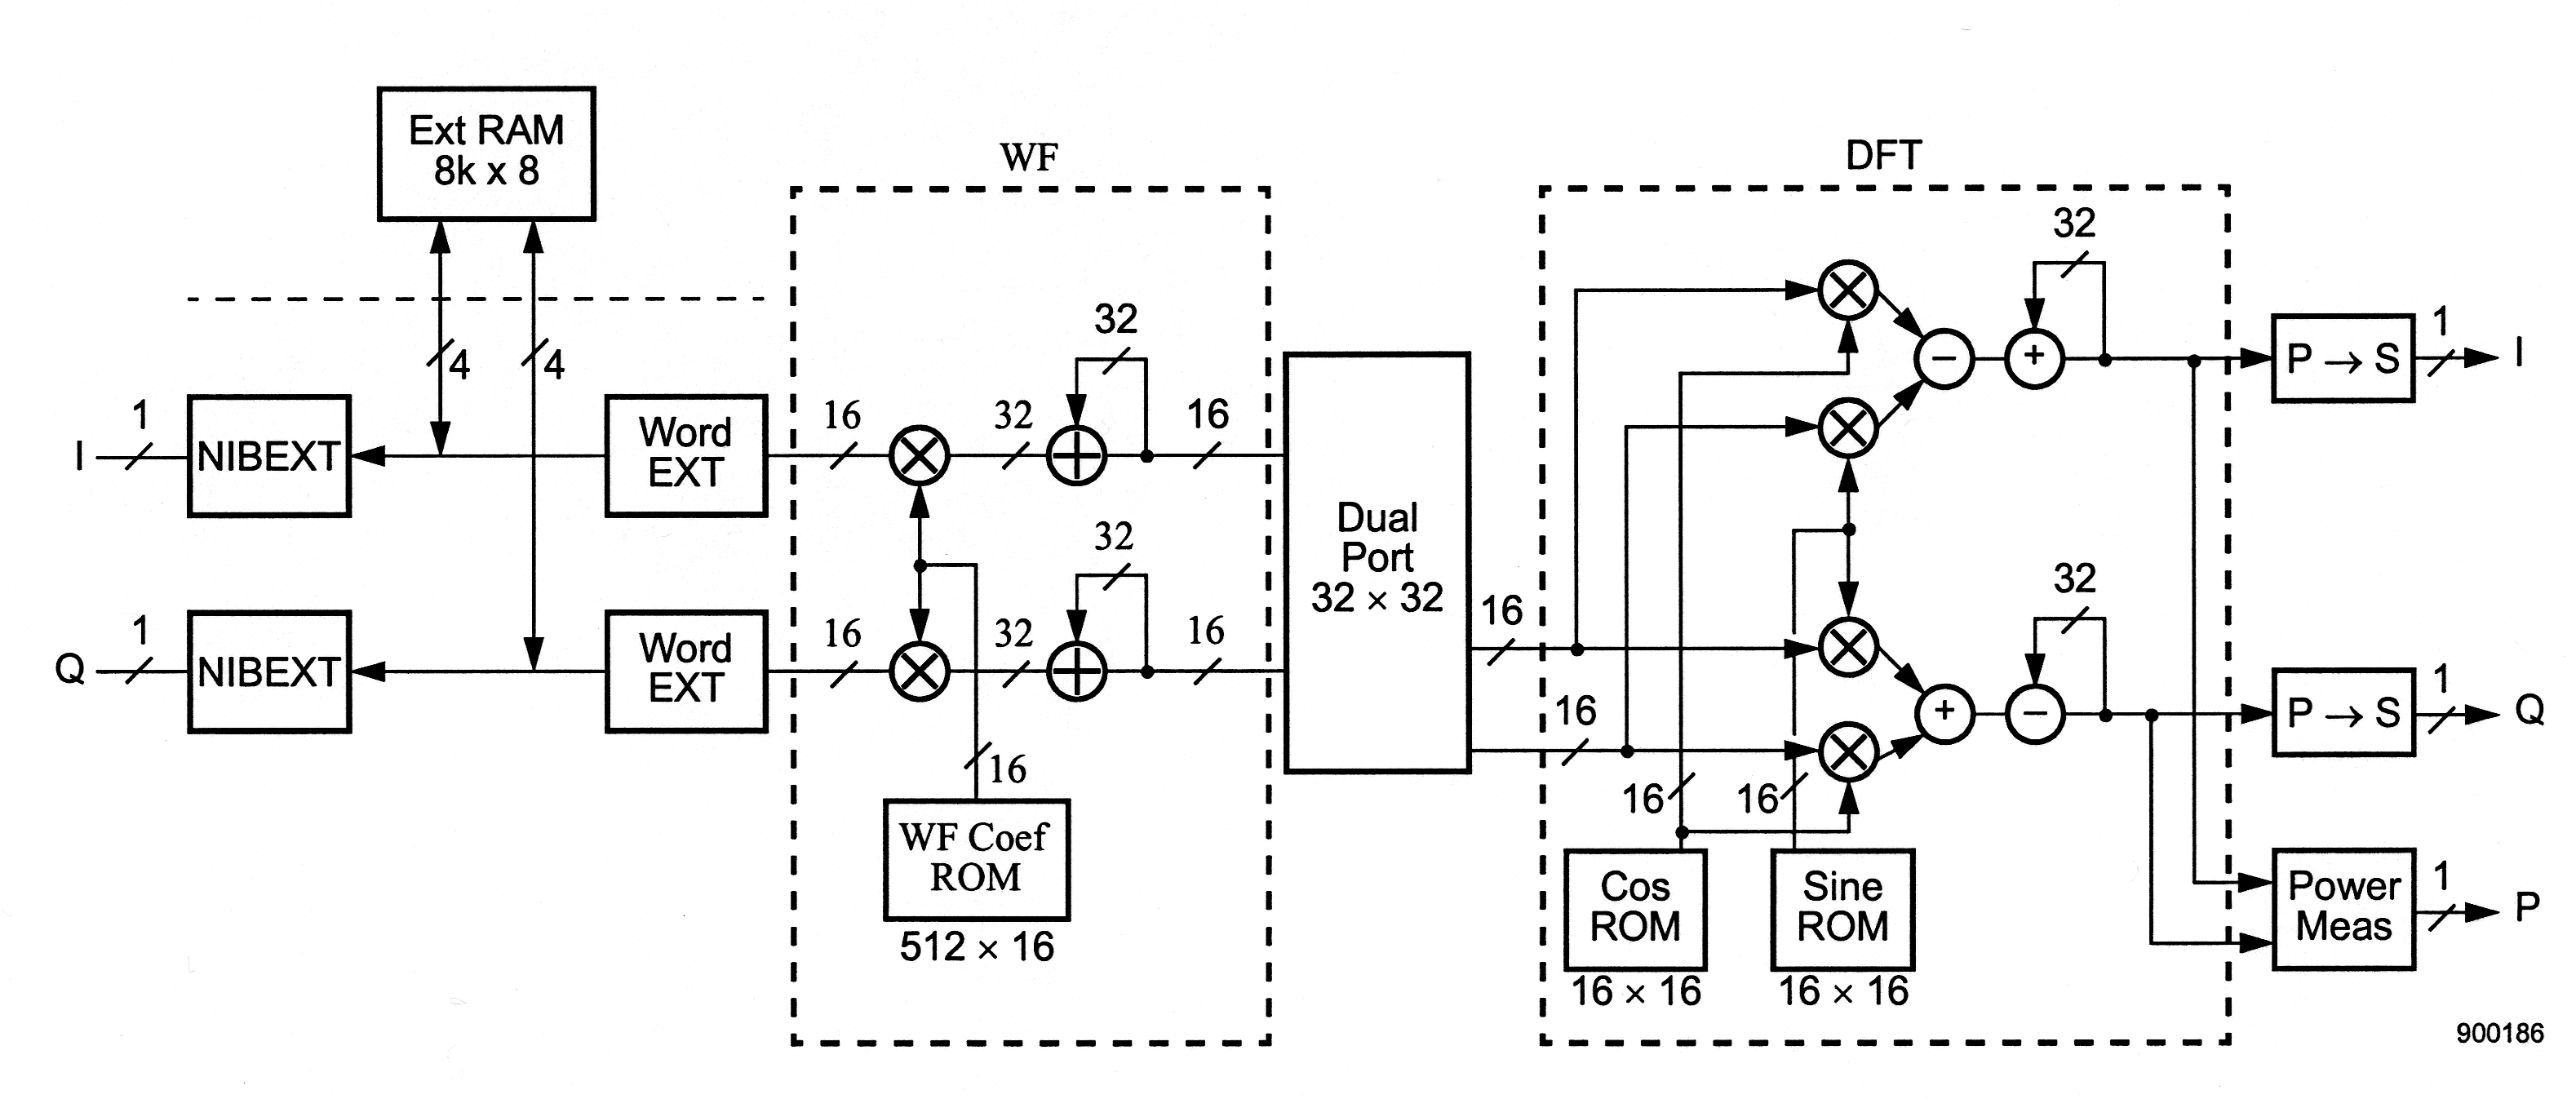 Ext RAM
8k x 8
WF
DFT
32
32
4
4
1
I
NIBEXT
Word
EXT
16
32
16
Dual
Port
32 × 32
− +
P → S
1
I
32
1
Q
NIBEXT
Word
EXT
16
32
16
16
WF Coef
ROM
512 × 16
16
16
32
+ −
P → S
1
Q
16
16
Cos
ROM
16 × 16
Sine
ROM
16 × 16
Power
Meas
1
P
900186